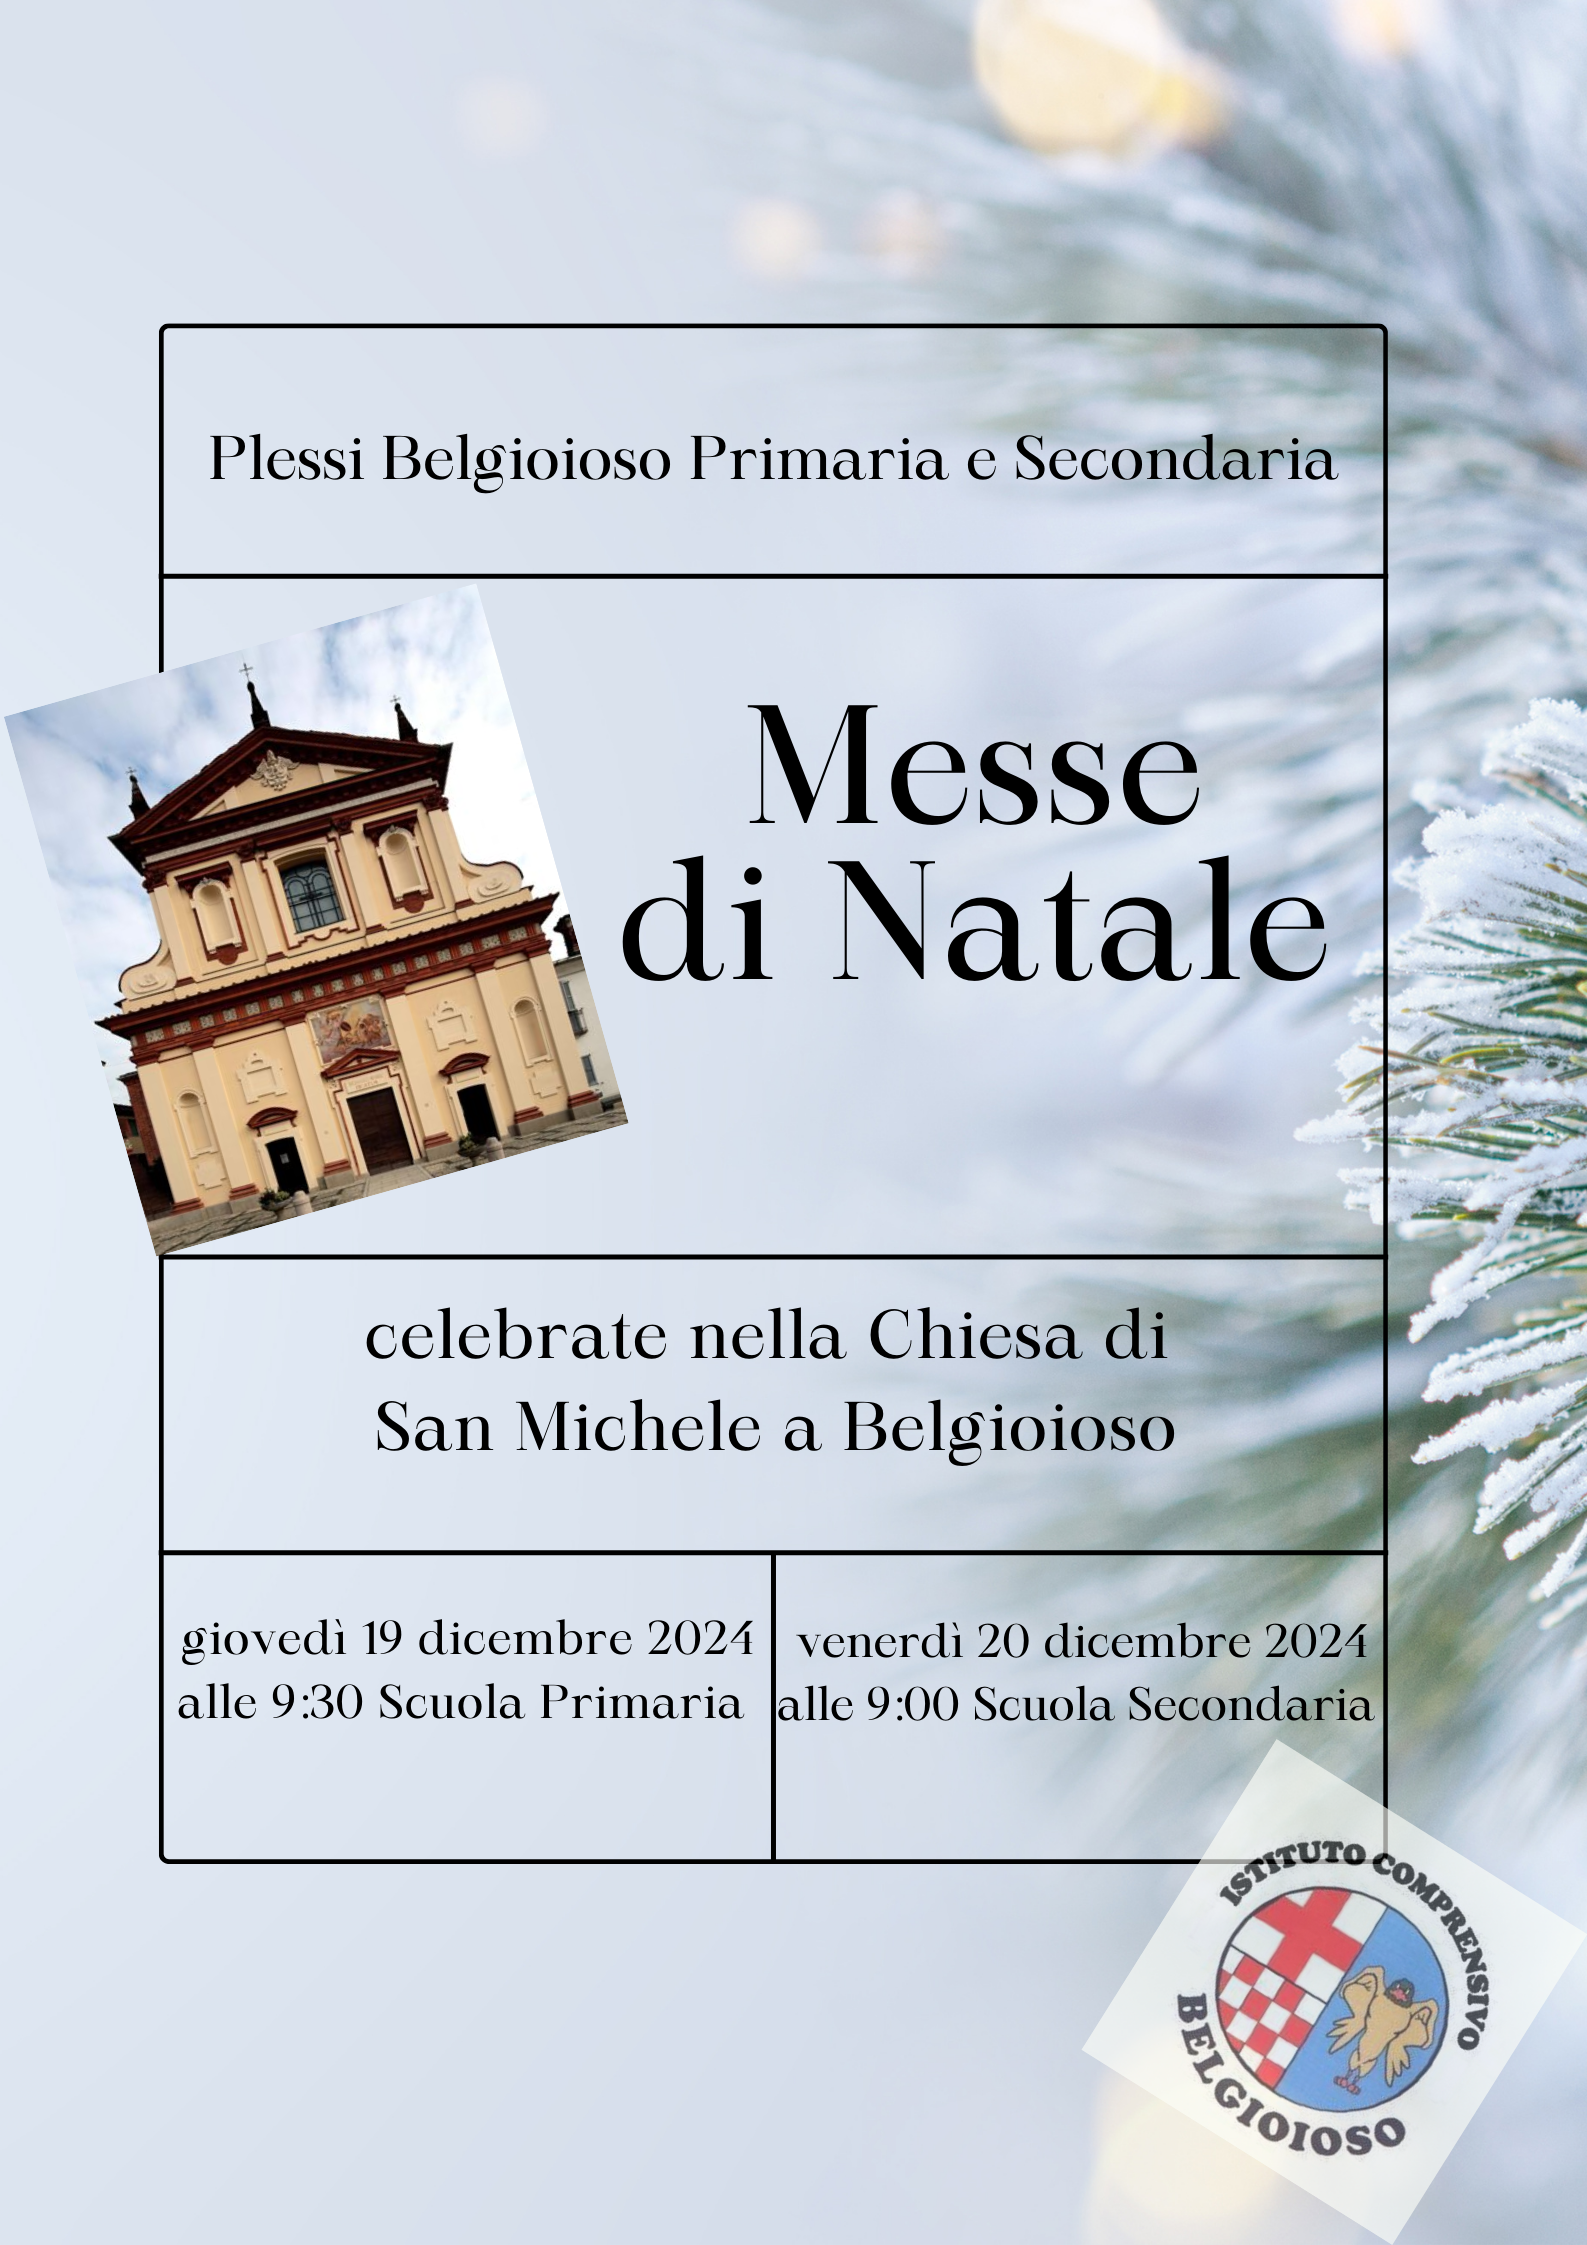 Plessi Belgioioso Primaria e Secondaria
Messe
di Natale
celebrate nella Chiesa di
San Michele a Belgioioso
giovedì 19 dicembre 2024
alle 9:30 Scuola Primaria
venerdì 20 dicembre 2024
alle 9:00 Scuola Secondaria
ISTITUTO COMPRENSIVO
BELGIOIOSO